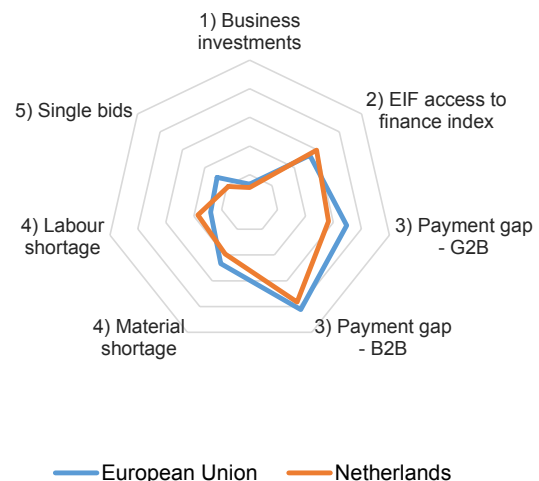 1) Business
investments
2) EIF access to
finance index
3) Payment gap
- G2B
3) Payment gap
- B2B
4) Material
shortage
4) Labour
shortage
5) Single bids
European Union
Netherlands